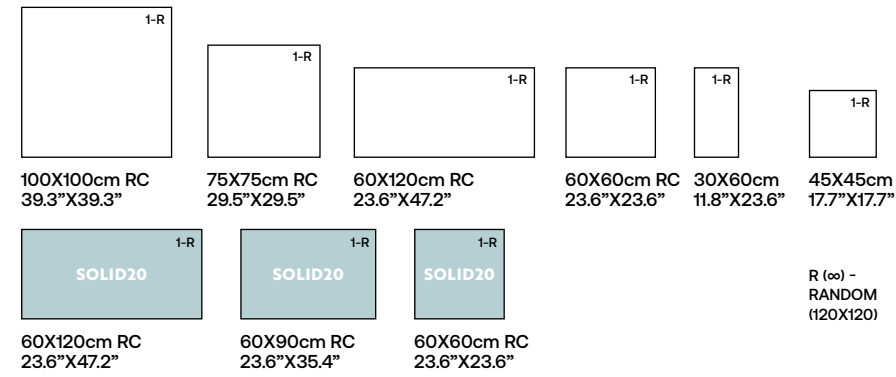 1-R
100X100cm RC
39.3”X39.3”
1-R
75X75cm RC
29.5”X29.5”
1-R
60X120cm RC
23.6”X47.2”
1-R
60X60cm RC
23.6”X23.6”
1-R
30X60cm
11.8”X23.6”
1-R
45X45cm
17.7”X17.7”
1-R
SOLID20
60X120cm RC
23.6”X47.2”
1-R
SOLID20
60X90cm RC
23.6”X35.4”
1-R
SOLID20
60X60cm RC
23.6”X23.6”
R (∞) -
RANDOM
(120X120)